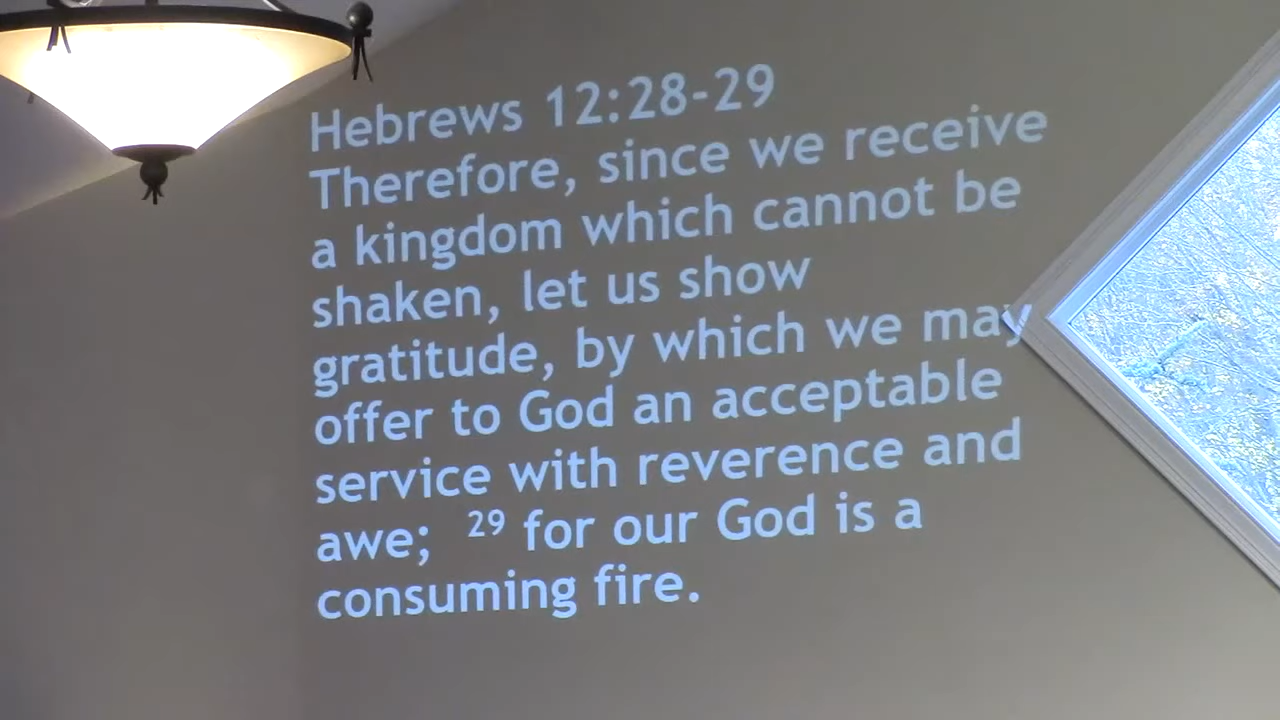 Hebrews 12:28-29
Therefore, since we receive
a kingdom which cannot be
shaken, let us show
gratitude, by which we may
offer to God an acceptable
service with reverence and
awe; 29 for our God is a
consuming fire.